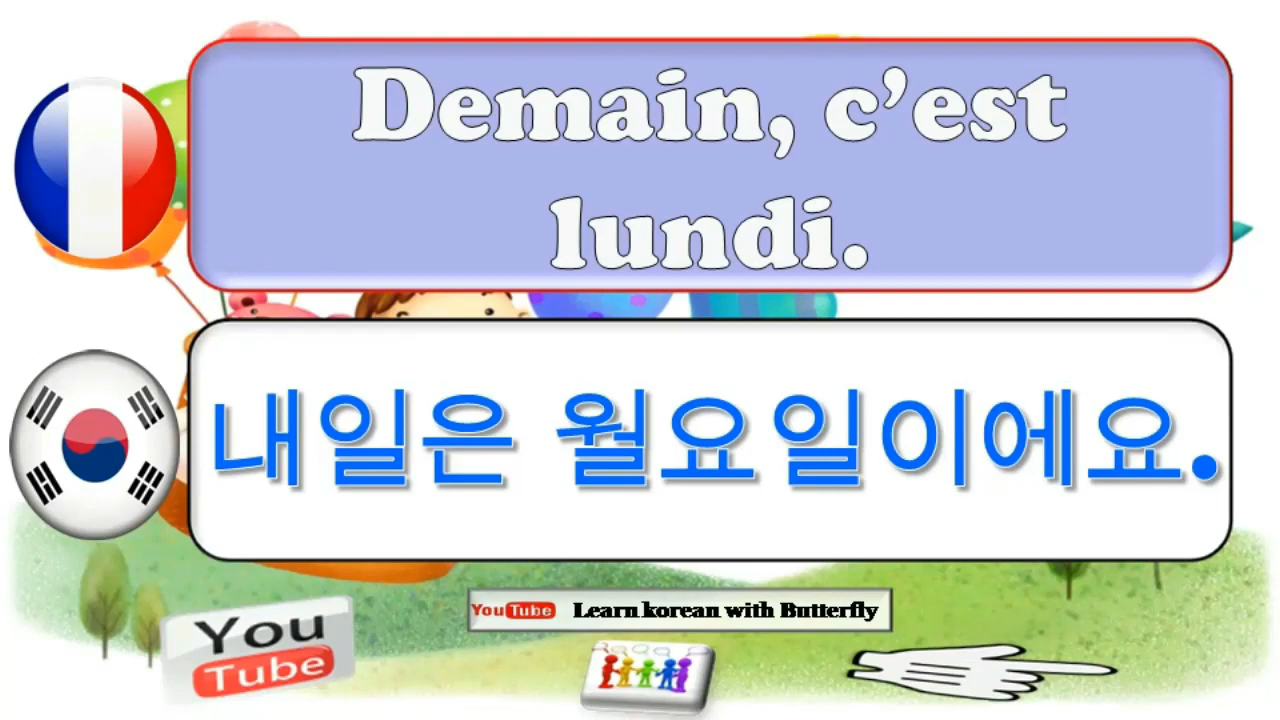 Demain, c’est
lundi.
내일은 월요일이에요.
YouTube Learn korean with Butterfly
You
Tube